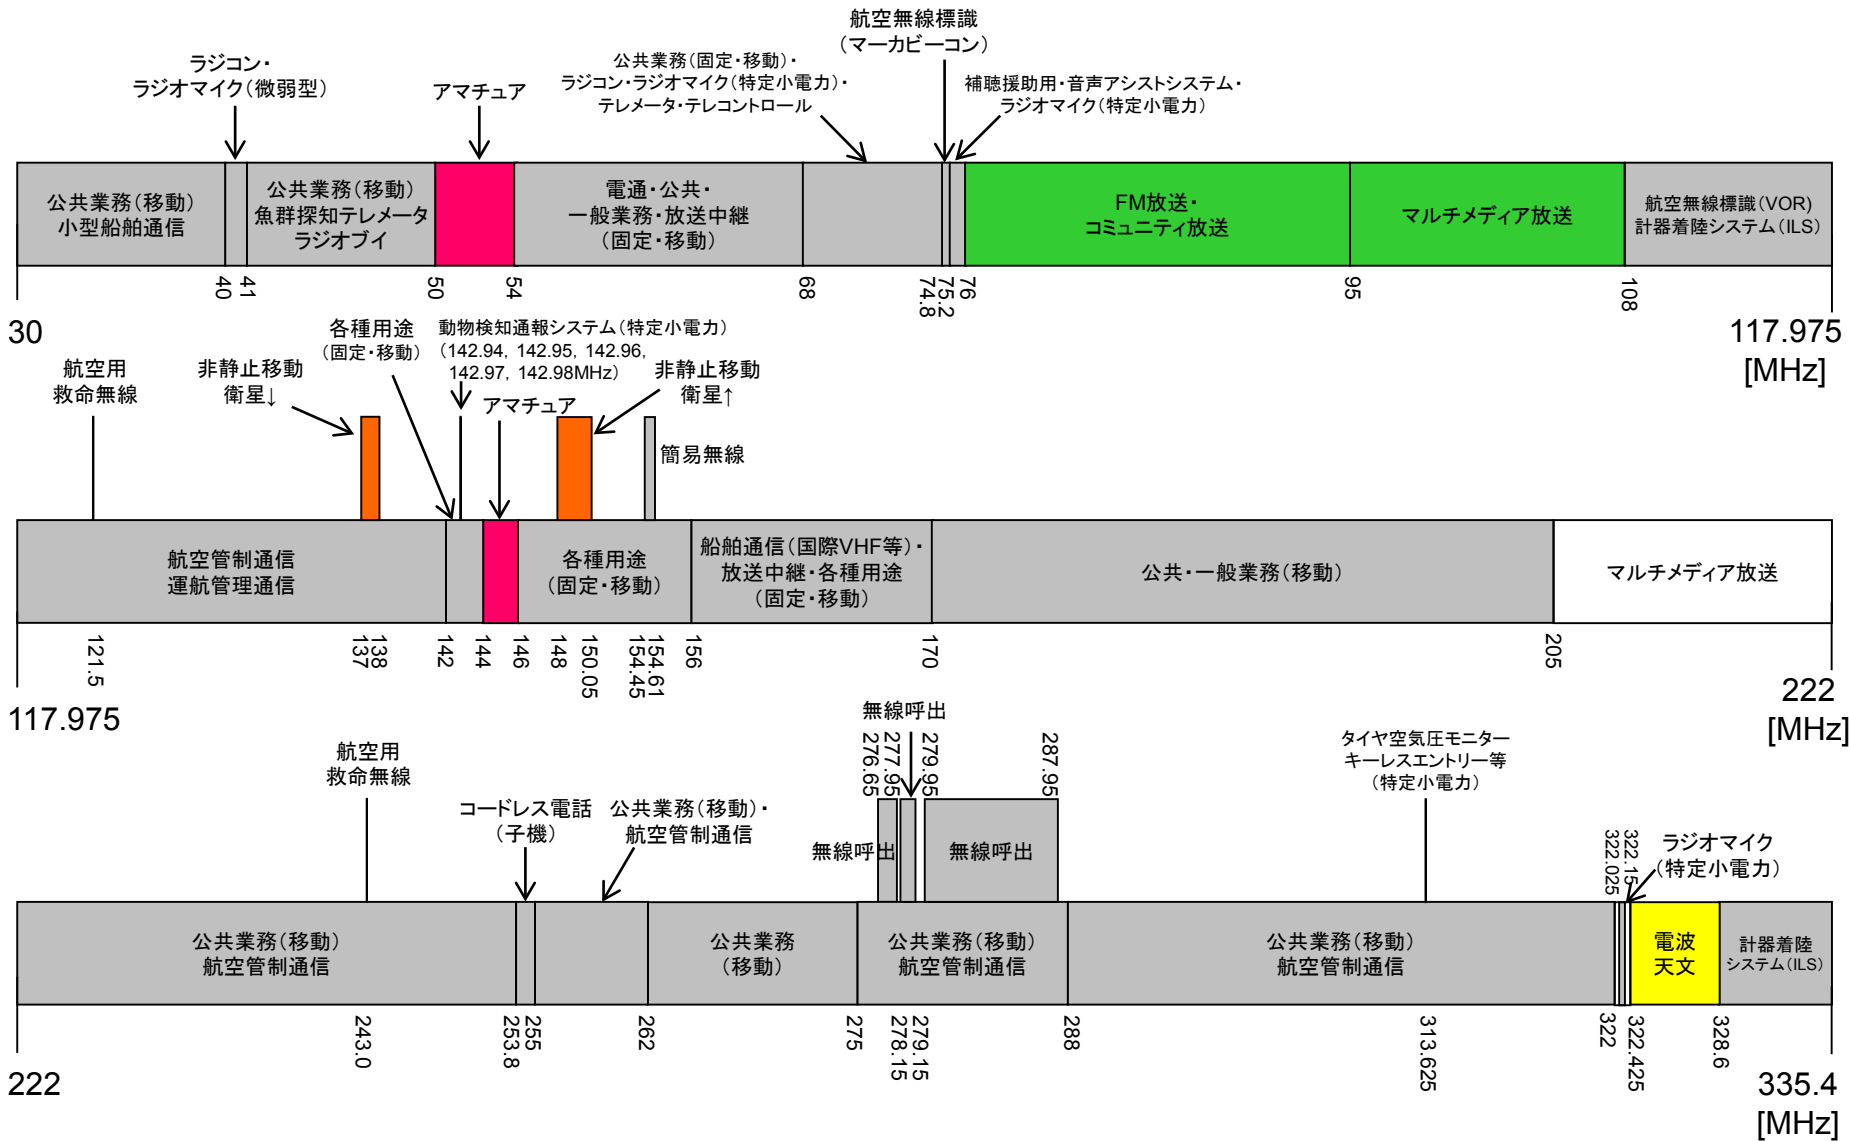 航空無線標識
(マーカビーコン)
ラジコン・
ラジオマイク(微弱型)
アマチュア
公共業務(固定・移動)・
ラジコン・ラジオマイク(特定小電力)・
テレメータ・テレコントロール
補聴援助用・音声アシストシステム・
ラジオマイク(特定小電力)
公共業務(移動)
小型船舶通信
公共業務(移動)
魚群探知テレメータ
ラジオブイ
電通・公共・
一般業務・放送中継
(固定・移動)
FM放送・
コミュニティ放送
マルチメディア放送
航空無線標識(VOR)
計器着陸システム(ILS)
40
41
50
54
68
74.8
75.2
76
95
108
30
117.975
[MHz]
航空用
救命無線
非静止移動
衛星↓
各種用途
(固定・移動)
動物検知通報システム(特定小電力)
(142.94, 142.95, 142.96,
142.97, 142.98MHz)
アマチュア
非静止移動
衛星↑
簡易無線
航空管制通信
運航管理通信
各種用途
(固定・移動)
船舶通信(国際VHF等)・
放送中継・各種用途
(固定・移動)
公共・一般業務(移動)
マルチメディア放送
121.5
137
138
142
144
146
148
150.05
154.45
154.61
156
170
205
117.975
222
[MHz]
航空用
救命無線
コードレス電話
(子機)
公共業務(移動)・
航空管制通信
無線呼出
276.65
277.95
279.95
287.95
無線呼出
無線呼出
タイヤ空気圧モニター
キーレスエントリー等
(特定小電力)
322.025
322.15
ラジオマイク
(特定小電力)
公共業務(移動)
航空管制通信
公共業務
(移動)
公共業務(移動)
航空管制通信
公共業務(移動)
航空管制通信
電波
天文
計器着陸
システム(ILS)
243.0
253.8
255
262
275
278.15
279.15
288
313.625
322
322.425
328.6
222
335.4
[MHz]